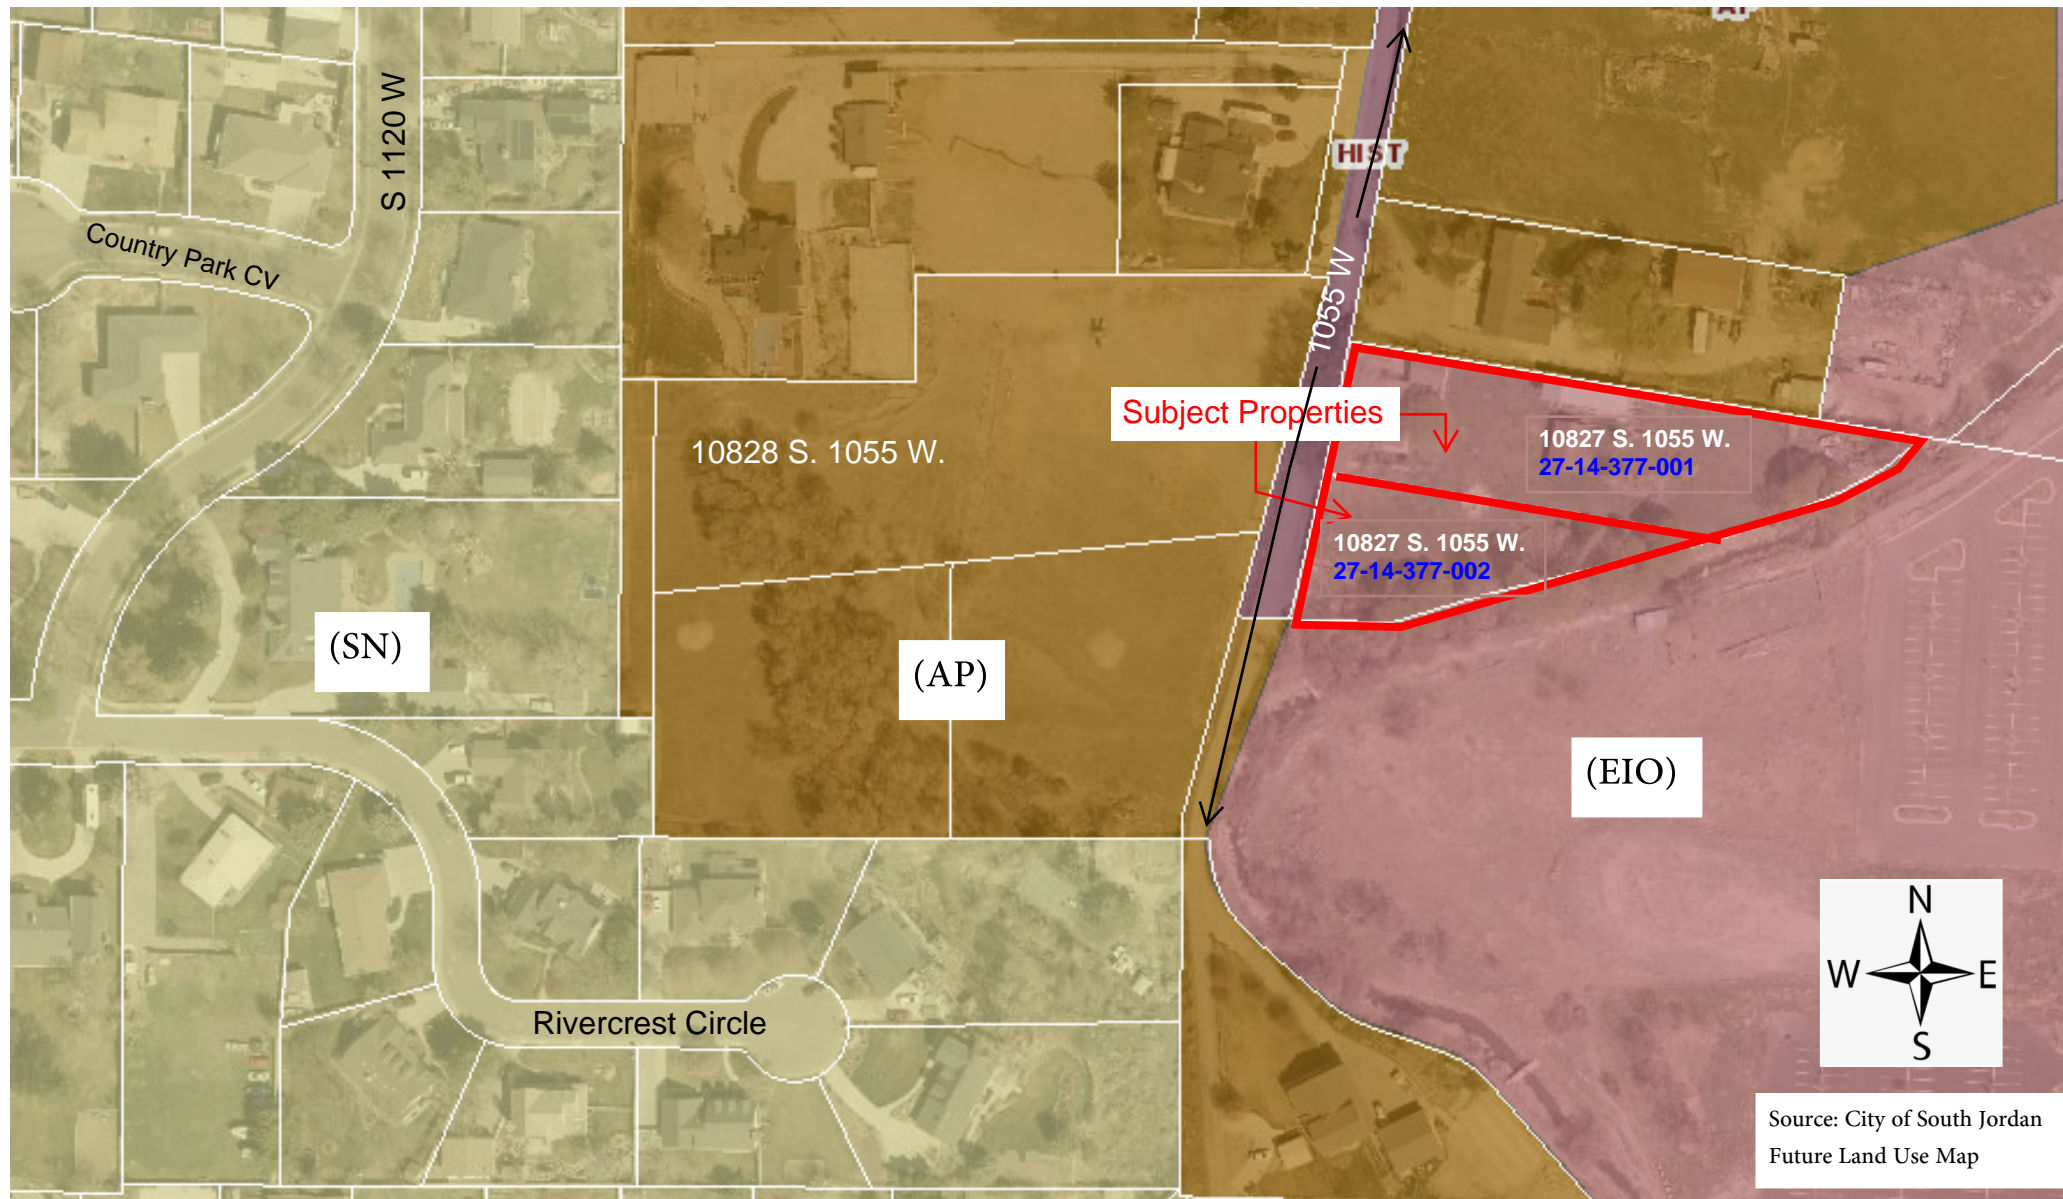 AP
S 1120 W
HIST
Country Park CV
1055 W
Subject Properties
10828 S. 1055 W.
10827 S. 1055 W.
27-14-377-001
10827 S. 1055 W.
27-14-377-002
(SN)
(AP)
(EIO)
N
W E
S
Rivercrest Circle
Source: City of South Jordan
Future Land Use Map